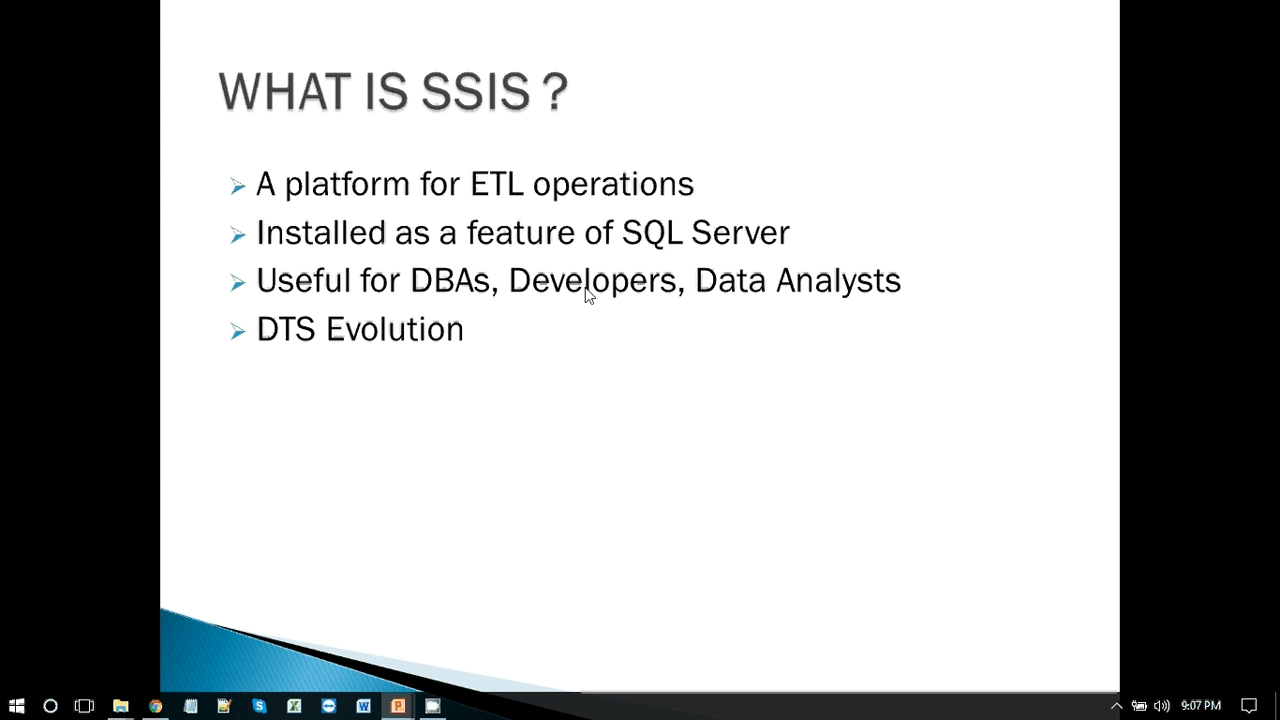 WHAT IS SSIS ?
A platform for ETL operations
Installed as a feature of SQL Server
Useful for DBAs, Developers, Data Analysts
DTS Evolution
9:07 PM